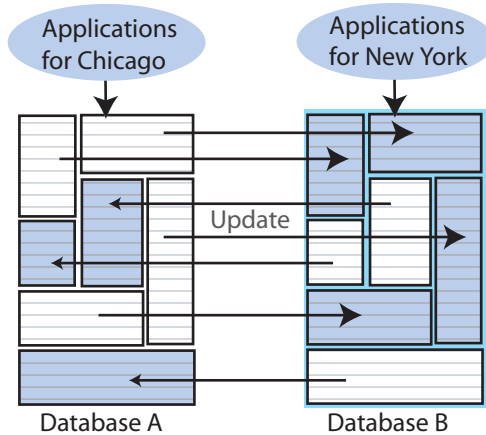 Applications
for Chicago
Applications
for New York
Update
Database A
Database B